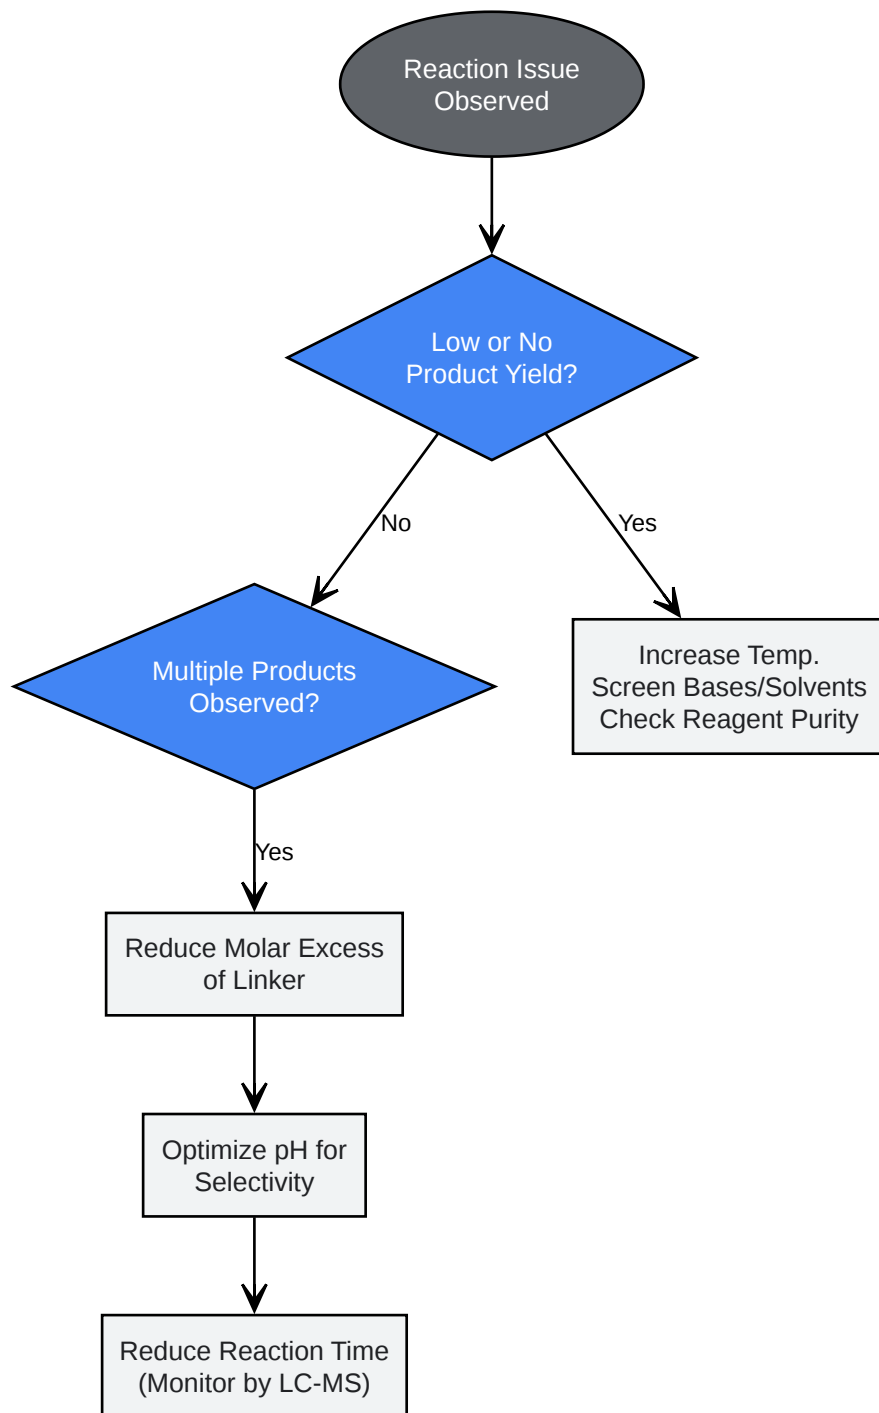 Reaction Issue
Observed
Low or No
Product Yield?
No
Yes
Multiple Products
Observed?
Increase Temp.
Screen Bases/Solvents
Check Reagent Purity
Yes
Reduce Molar Excess
of Linker
Optimize pH for
Selectivity
Reduce Reaction Time
(Monitor by LC-MS)